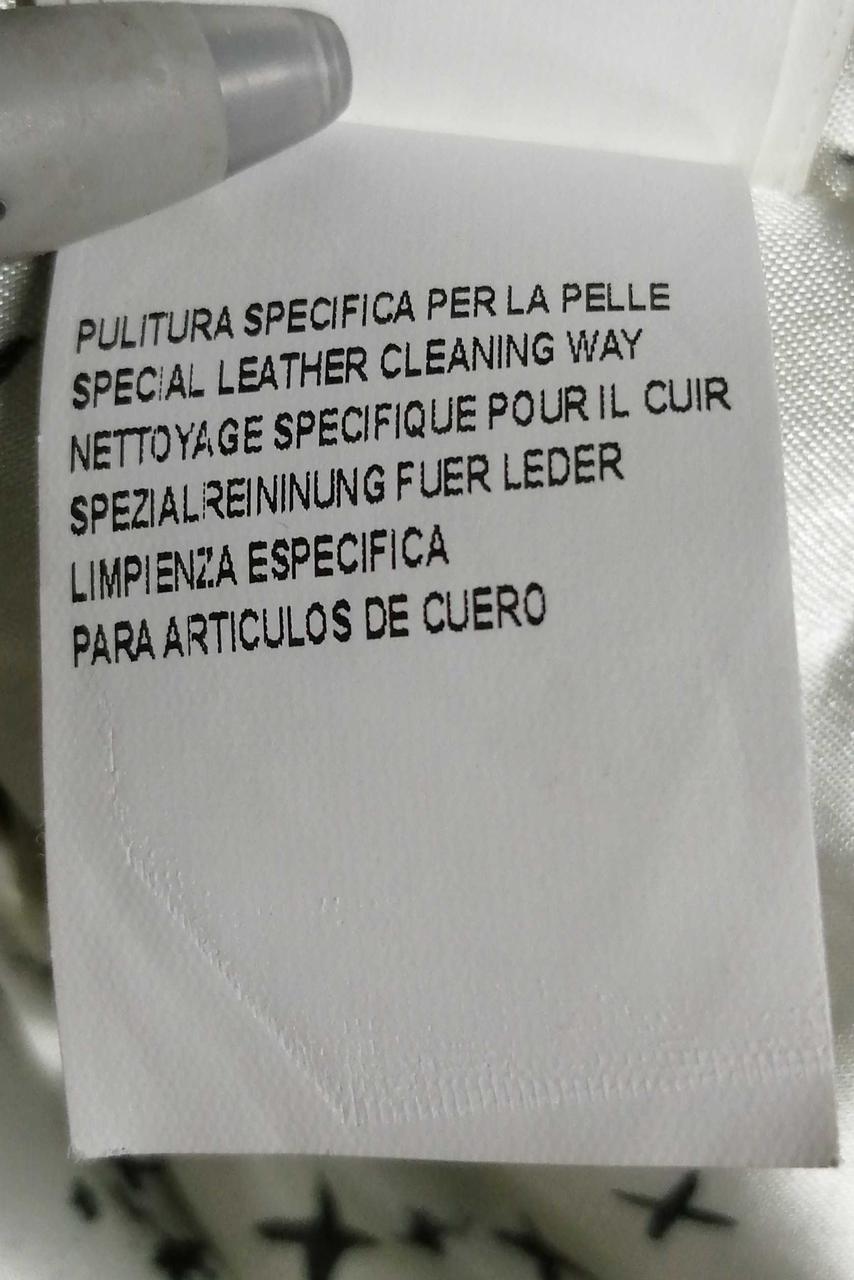 PULITURA SPECIFICA PER LA PELLE
SPECIAL LEATHER CLEANING WAY
NETTOYAGE SPECIFIQUE POUR IL CUIR
SPEZIALREININUNG FUER LEDER
LIMPIENZA ESPECIFICA
PARA ARTICULOS DE CUERO